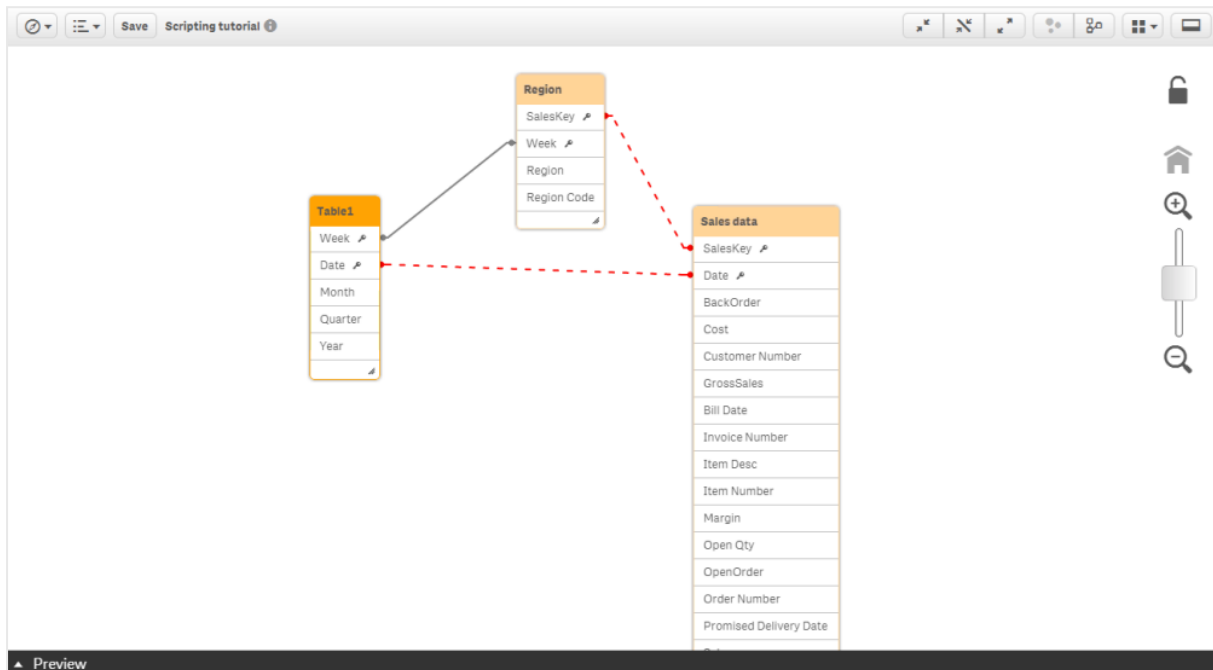 Save Scripting tutorial
Region
SalesKey
Week
Region
Region Code
Table1
Week
Date
Month
Quarter
Year
Sales data
SalesKey
Date
BackOrder
Cost
Customer Number
GrossSales
Bill Date
Invoice Number
Item Desc
Item Number
Margin
Open Qty
OpenOrder
Order Number
Promised Delivery Date
Preview